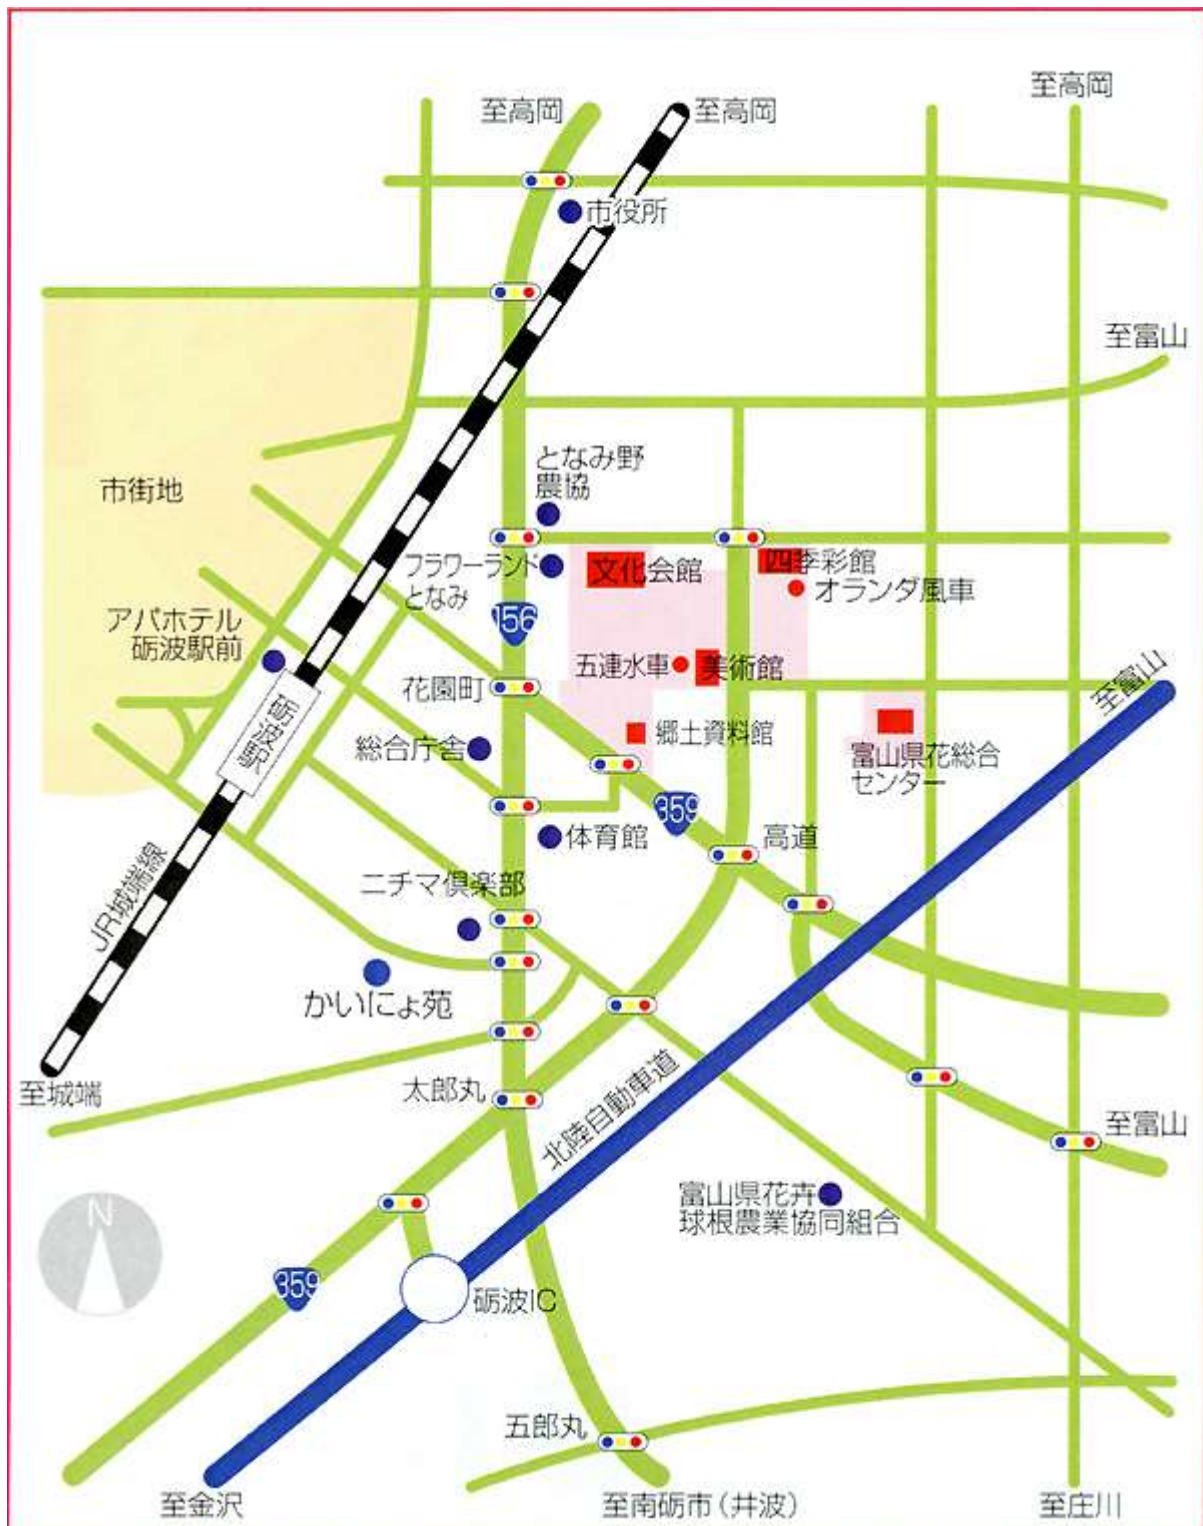 至高岡
至高岡
至高岡
市役所
至富山
となみ野
農協
市街地
フラワーランド
となみ
文化会館
四季彩館
オランダ風車
アパホテル
砺波駅前
156
五連水車
美術館
花園町
至富山
砺波駅
総合庁舎
郷土資料館
富山県花総合
センター
359
体育館
高道
ニチマ倶楽部
JR城端線
かいにょ苑
至城端
太郎丸
北陸自動車道
至富山
富山県花卉
球根農業協同組合
N
359
砺波IC
五郎丸
至金沢
至南砺市（井波）
至庄川